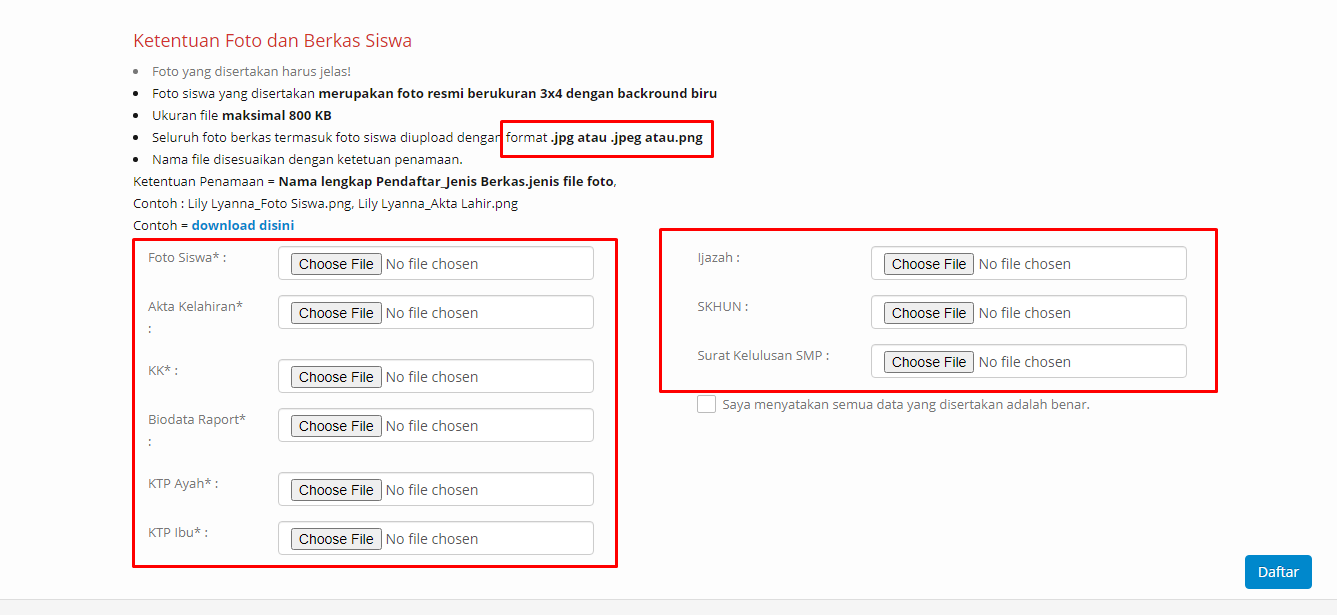 Ketentuan Foto dan Berkas Siswa
Foto yang disertakan harus jelas!
Foto siswa yang disertakan merupakan foto resmi berukuran 3x4 dengan backround biru
Ukuran file maksimal 800 KB
Seluruh foto berkas termasuk foto siswa diupload dengan format .jpg atau .jpeg atau.png
Nama file disesuaikan dengan ketetuan penamaan.
Ketentuan Penamaan = Nama lengkap Pendaftar_Jenis Berkas.jenis file foto,
Contoh : Lily Lyanna_Foto Siswa.png, Lily Lyanna_Akta Lahir.png
Contoh = download disini
Foto Siswa* : Choose File No file chosen
Akta Kelahiran* : Choose File No file chosen
KK* : Choose File No file chosen
Biodata Raport* : Choose File No file chosen
KTP Ayah* : Choose File No file chosen
KTP Ibu* : Choose File No file chosen
Ijazah : Choose File No file chosen
SKHUN : Choose File No file chosen
Surat Kelulusan SMP : Choose File No file chosen
Saya menyatakan semua data yang disertakan adalah benar.
Daftar